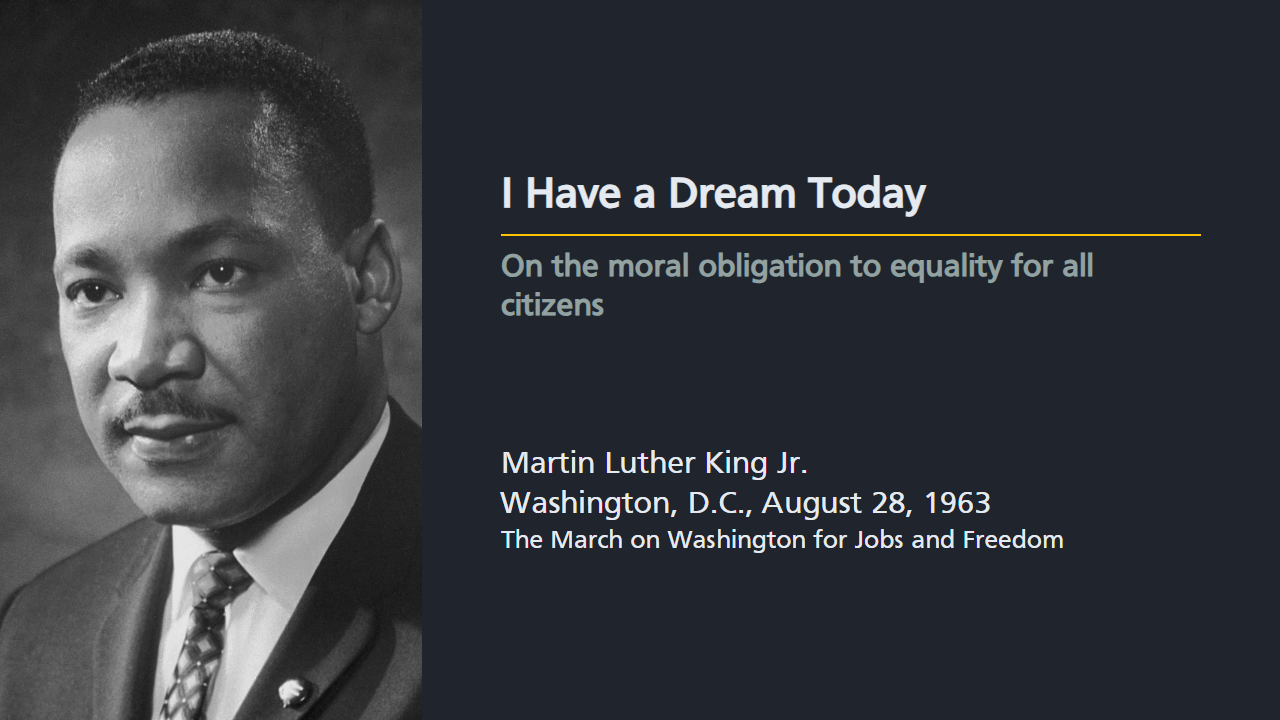 I Have a Dream Today
On the moral obligation to equality for all
citizens
Martin Luther King Jr.
Washington, D.C., August 28, 1963
The March on Washington for Jobs and Freedom